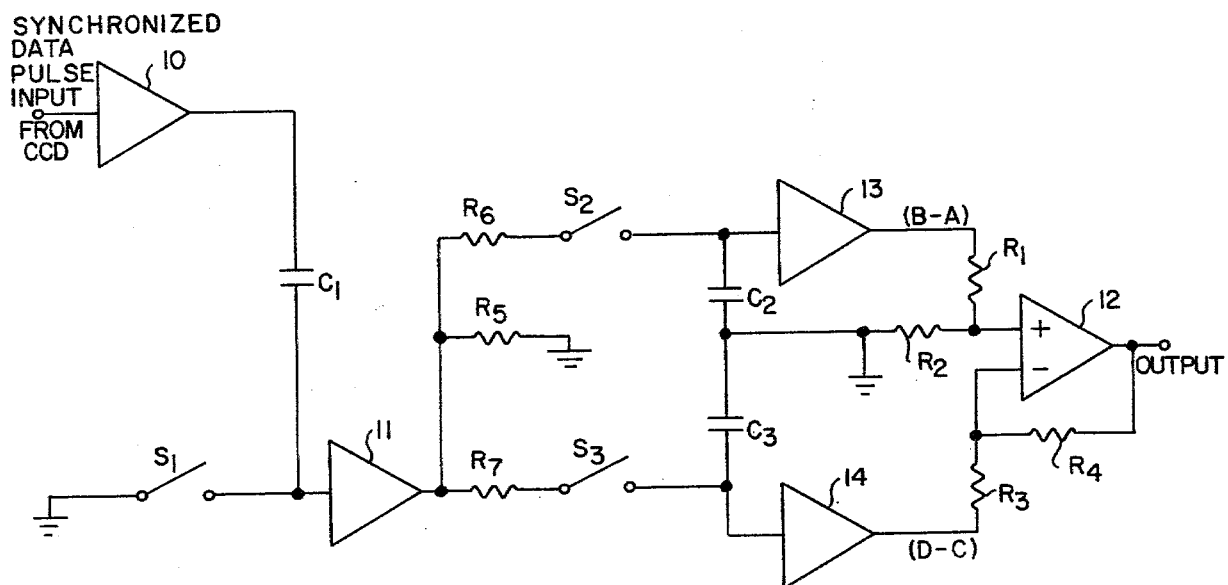 SYNCHRONIZED
DATA
PULSE
INPUT
FROM
CCD
10
C1
S1
11
R6
S2
R5
R7
S3
C2
C3
13
(B-A)
R1
12
+
−
R2
OUTPUT
R4
R3
14
(D-C)